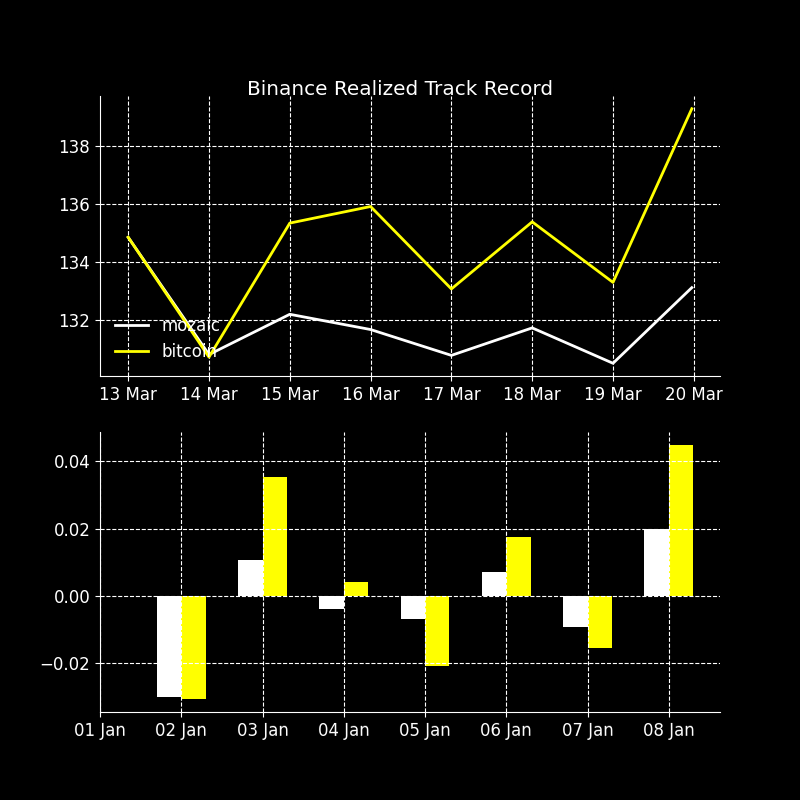 Binance Realized Track Record
138
136
134
132
mozaic
bitcoin
13 Mar 14 Mar 15 Mar 16 Mar 17 Mar 18 Mar 19 Mar 20 Mar
0.04
0.02
0.00
−0.02
01 Jan 02 Jan 03 Jan 04 Jan 05 Jan 06 Jan 07 Jan 08 Jan